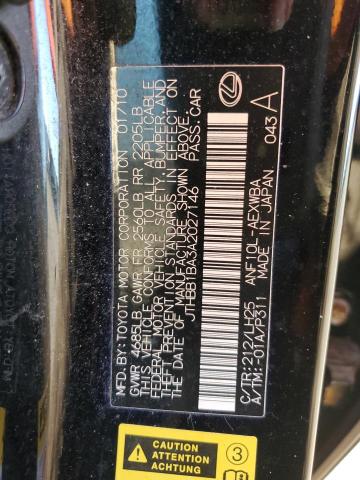 MFD. BY: TOYOTA MOTOR CORPORATION 01/10
GVWR 4685LB GAWR FR 2560LB RR 2205LB
THIS VEHICLE CONFORMS TO ALL APPLICABLE
FEDERAL MOTOR VEHICLE SAFETY, BUMPER, AND
THEFT PREVENTION STANDARDS IN EFFECT ON
THE DATE OF MANUFACTURE SHOWN ABOVE.
JTHBB1BA3A2027146 PASS. CAR
C/TR: 212/LH25 ANF10L-AEXWBA
A/TM: -01A/P311 MADE IN JAPAN
043 A
CAUTION
ATTENTION
ACHTUNG
3